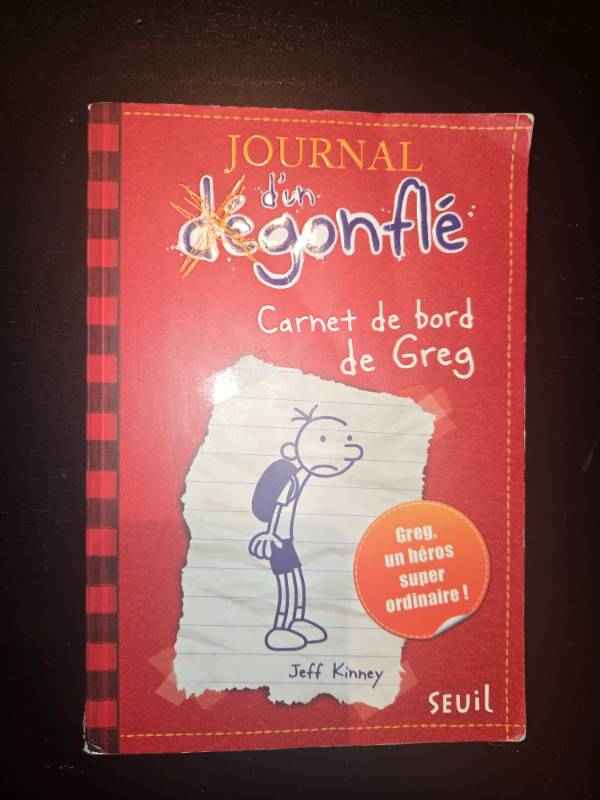 JOURNAL
d'un
dégonflé
Carnet de bord
de Greg
Greg,
un héros
super
ordinaire !
Jeff Kinney
SEUIL